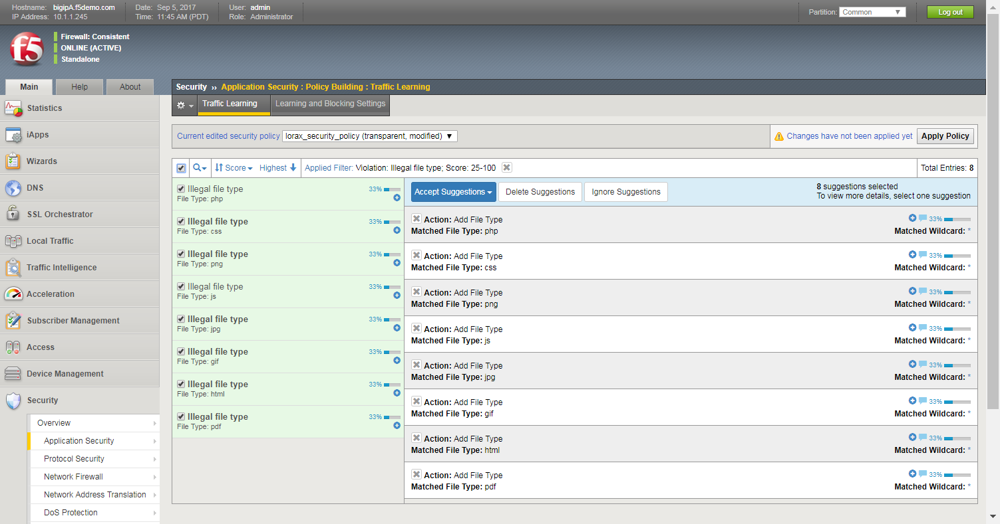 Hostname: bigipA.f5demo.com
IP Address: 10.1.1.245
Date: Sep 5, 2017
Time: 11:45 AM (PDT)
User: admin
Role: Administrator
Partition: Common
Log out
f5
Firewall: Consistent
ONLINE (ACTIVE)
Standalone
Main
Help
About
Statistics
iApps
Wizards
DNS
SSL Orchestrator
Local Traffic
Traffic Intelligence
Acceleration
Subscriber Management
Access
Device Management
Security
Overview
Application Security
Protocol Security
Network Firewall
Network Address Translation
DoS Protection
Security ›› Application Security : Policy Building : Traffic Learning
Traffic Learning
Learning and Blocking Settings
Current edited security policy lorax_security_policy (transparent, modified)
Changes have not been applied yet Apply Policy
Score Highest Applied Filter: Violation: Illegal file type; Score: 25-100
Total Entries: 8
Illegal file type 33%
File Type: php
Illegal file type 33%
File Type: css
Illegal file type 33%
File Type: png
Illegal file type 33%
File Type: js
Illegal file type 33%
File Type: jpg
Illegal file type 33%
File Type: gif
Illegal file type 33%
File Type: html
Illegal file type 33%
File Type: pdf
Accept Suggestions Delete Suggestions Ignore Suggestions
8 suggestions selected
To view more details, select one suggestion
Action: Add File Type 33%
Matched File Type: php Matched Wildcard: *
Action: Add File Type 33%
Matched File Type: css Matched Wildcard: *
Action: Add File Type 33%
Matched File Type: png Matched Wildcard: *
Action: Add File Type 33%
Matched File Type: js Matched Wildcard: *
Action: Add File Type 33%
Matched File Type: jpg Matched Wildcard: *
Action: Add File Type 33%
Matched File Type: gif Matched Wildcard: *
Action: Add File Type 33%
Matched File Type: html Matched Wildcard: *
Action: Add File Type 33%
Matched File Type: pdf Matched Wildcard: *